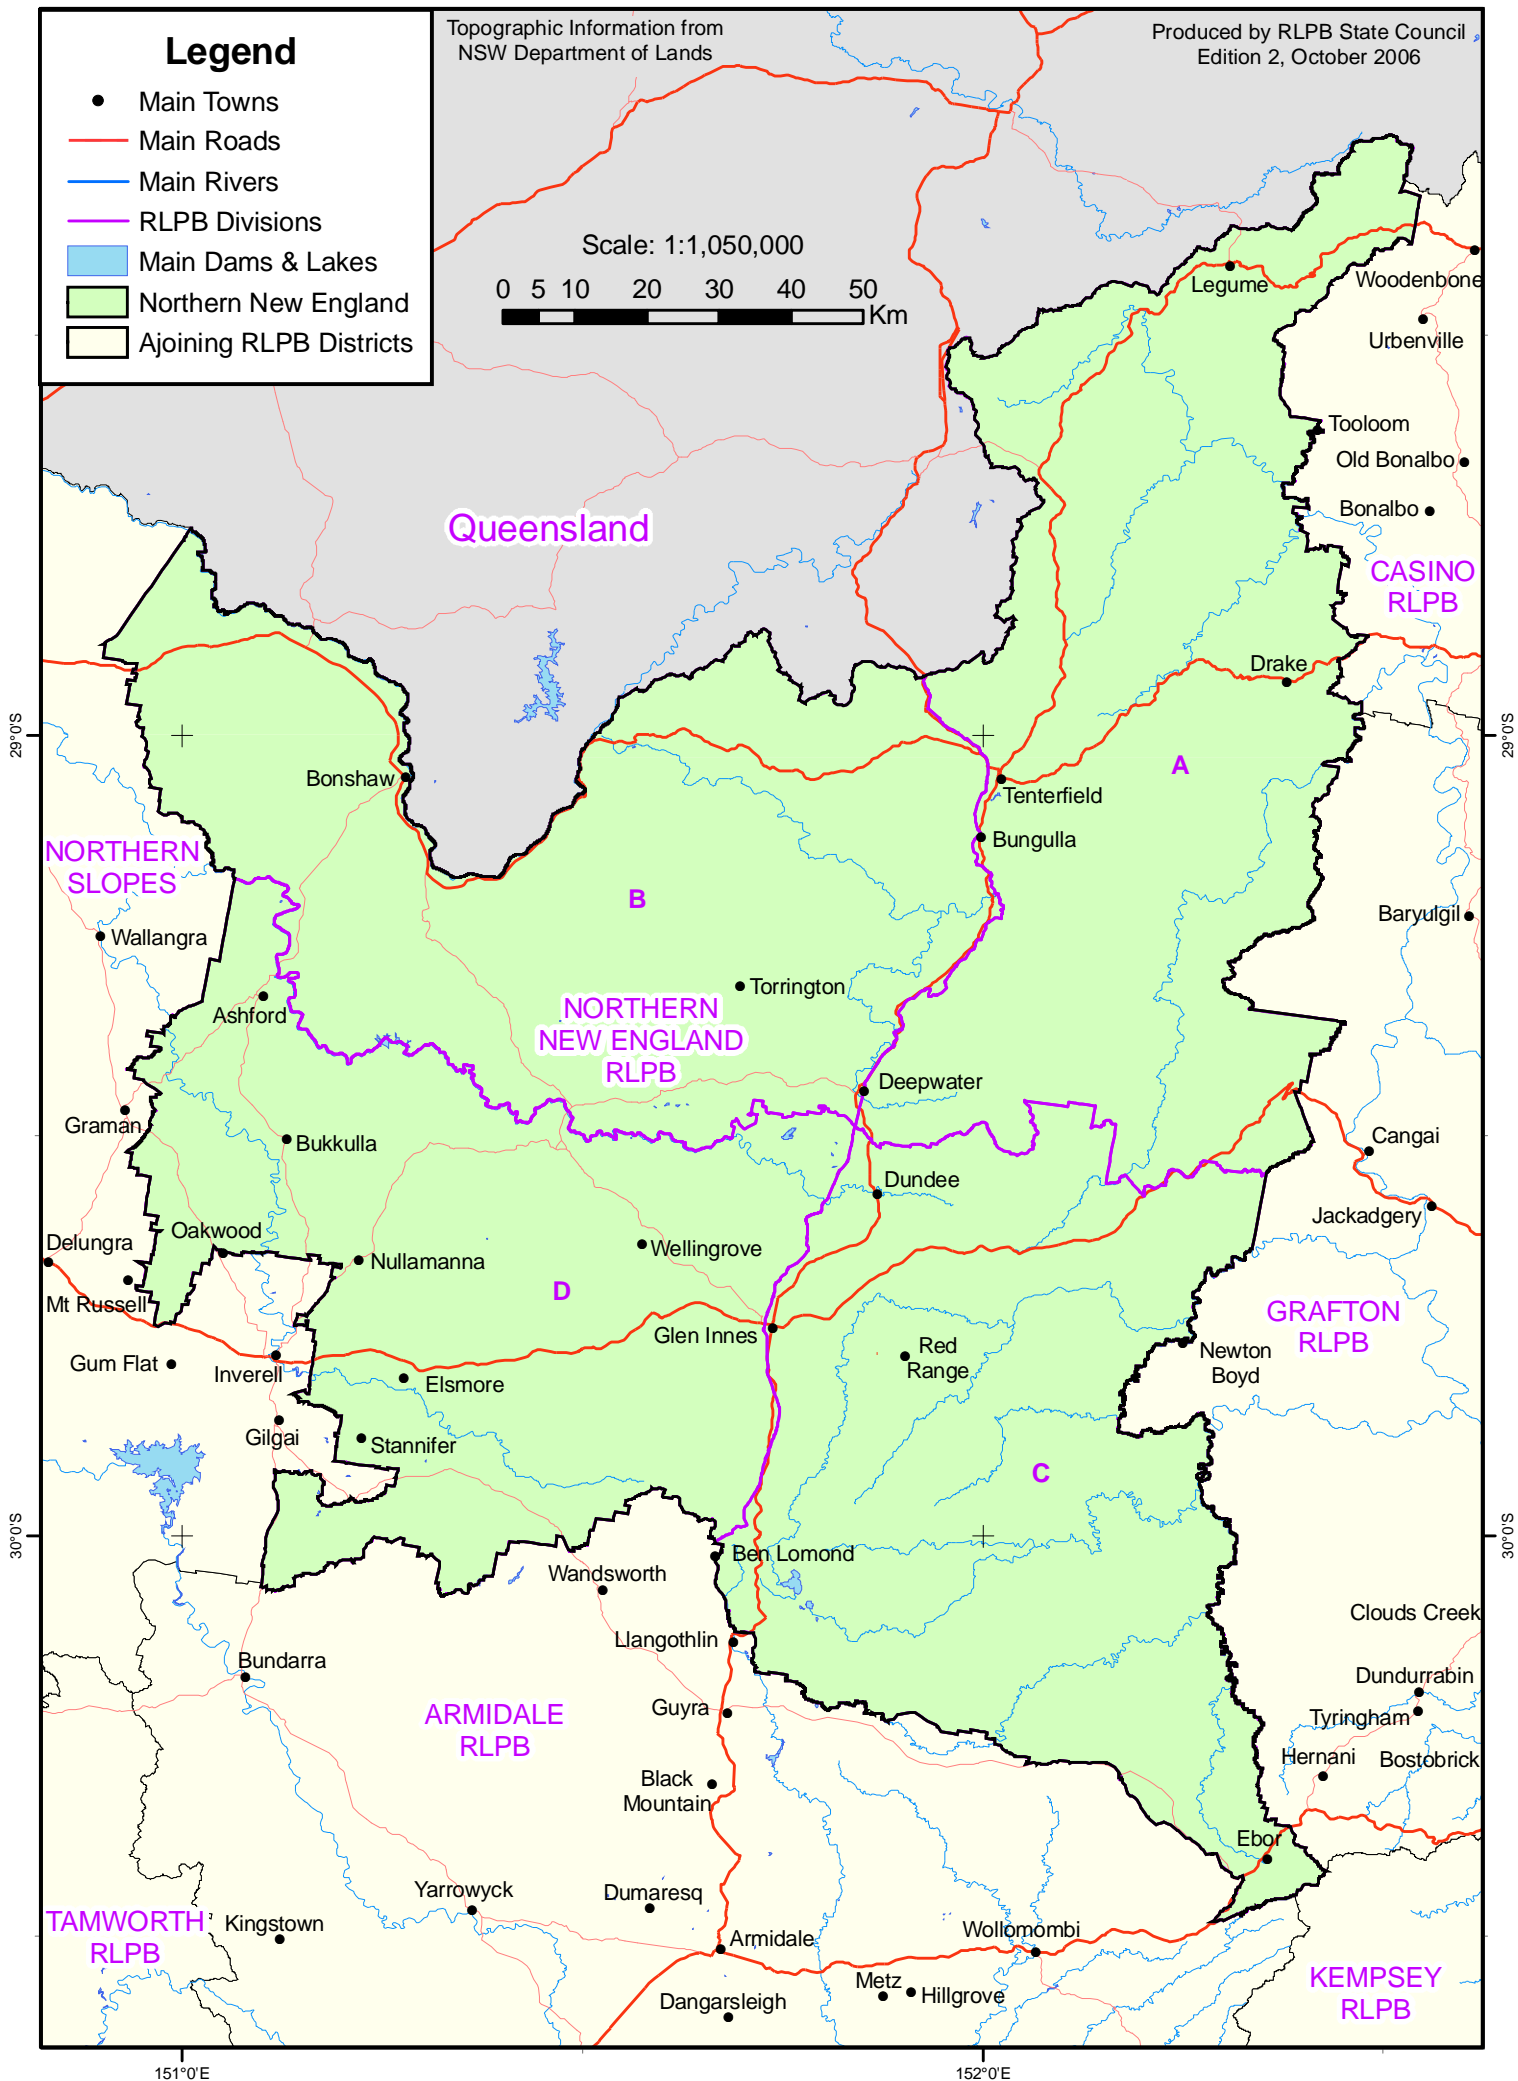 Legend
Main Towns
Main Roads
Main Rivers
RLPB Divisions
Main Dams & Lakes
Northern New England
Ajoining RLPB Districts
Topographic Information from
NSW Department of Lands
Produced by RLPB State Council
Edition 2, October 2006
Scale: 1:1,050,000
0 5 10 20 30 40 50
Km
Legume
Woodenbone
Urbenville
Tooloom
Old Bonalbo
Bonalbo
Queensland
CASINO
RLPB
Drake
29°0'S
29°0'S
A
Bonshaw
Tenterfield
Bungulla
NORTHERN
SLOPES
B
Baryulgil
Wallangra
Torrington
Ashford
NORTHERN
NEW ENGLAND
RLPB
Deepwater
Graman
Bukkulla
Cangai
Dundee
Jackadgery
Oakwood
Delungra
Nullamanna
Wellingrove
D
Mt Russell
GRAFTON
RLPB
Glen Innes
Red
Range
Newton
Boyd
Gum Flat
Inverell
Elsmore
Gilgai
Stannifer
C
30°0'S
30°0'S
Ben Lomond
Wandsworth
Clouds Creek
Llangothlin
Bundarra
Dundurrabin
Guyra
Tyringham
ARMIDALE
RLPB
Hernani
Bostobrick
Black
Mountain
Ebor
Yarrowyck
Dumaresq
TAMWORTH
RLPB
Kingstown
Armidale
Wollomombi
Metz
Hillgrove
KEMPSEY
RLPB
Dangarsleigh
151°0'E
152°0'E